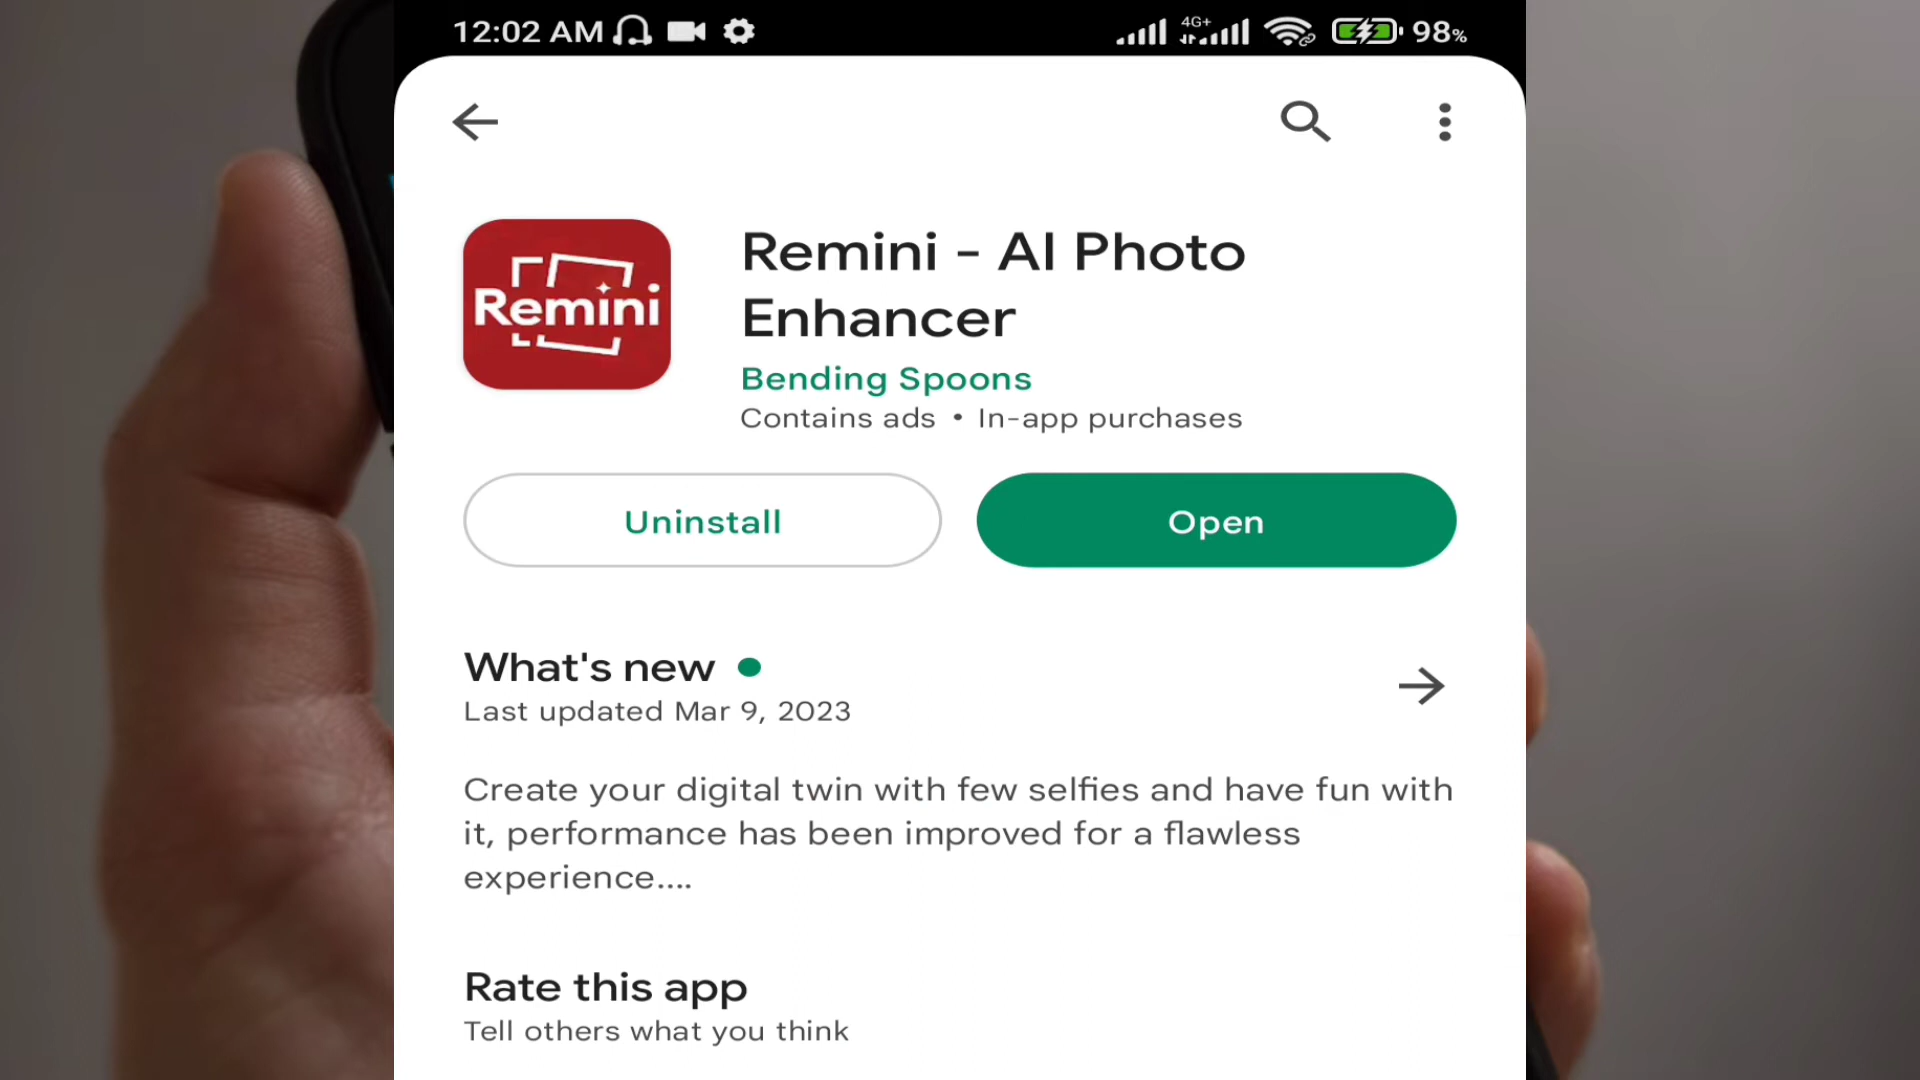 12:02 AM 4G+ 98%
Remini
Remini - AI Photo
Enhancer
Bending Spoons
Contains ads • In-app purchases
Uninstall
Open
What's new
Last updated Mar 9, 2023
Create your digital twin with few selfies and have fun with
it, performance has been improved for a flawless
experience....
Rate this app
Tell others what you think